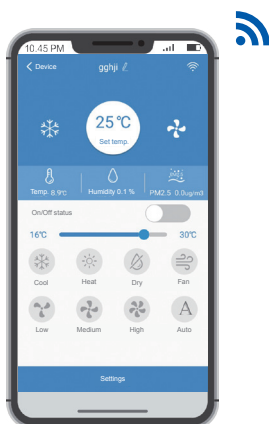 10.45 PM
Device
gghji
25℃
Set temp.
Temp. 8.9℃
Humidity 0.1 %
PM2.5 0.0ug/m3
On/Off status
16℃
30℃
Cool
Heat
Dry
Fan
A
Low
Medium
High
Auto
Settings